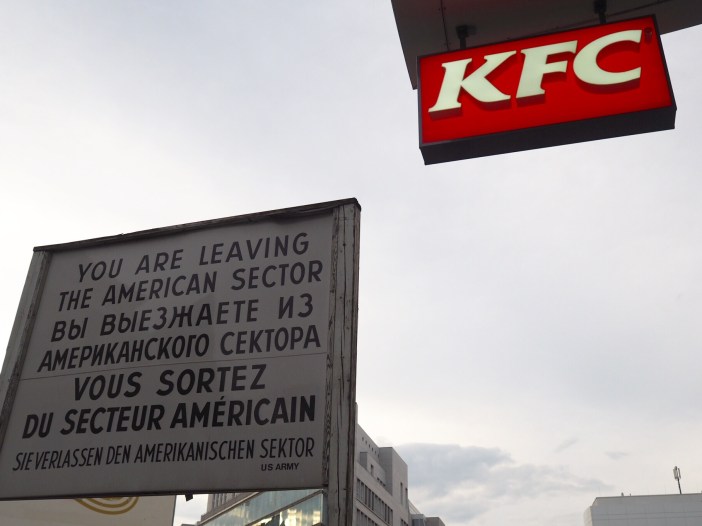 KFC
YOU ARE LEAVING
THE AMERICAN SECTOR
ВЫ ВЫЕЗЖАЕТЕ ИЗ
АМЕРИКАНСКОГО СЕКТОРА
VOUS SORTEZ
DU SECTEUR AMÉRICAIN
SIE VERLASSEN DEN AMERIKANISCHEN SEKTOR
US ARMY